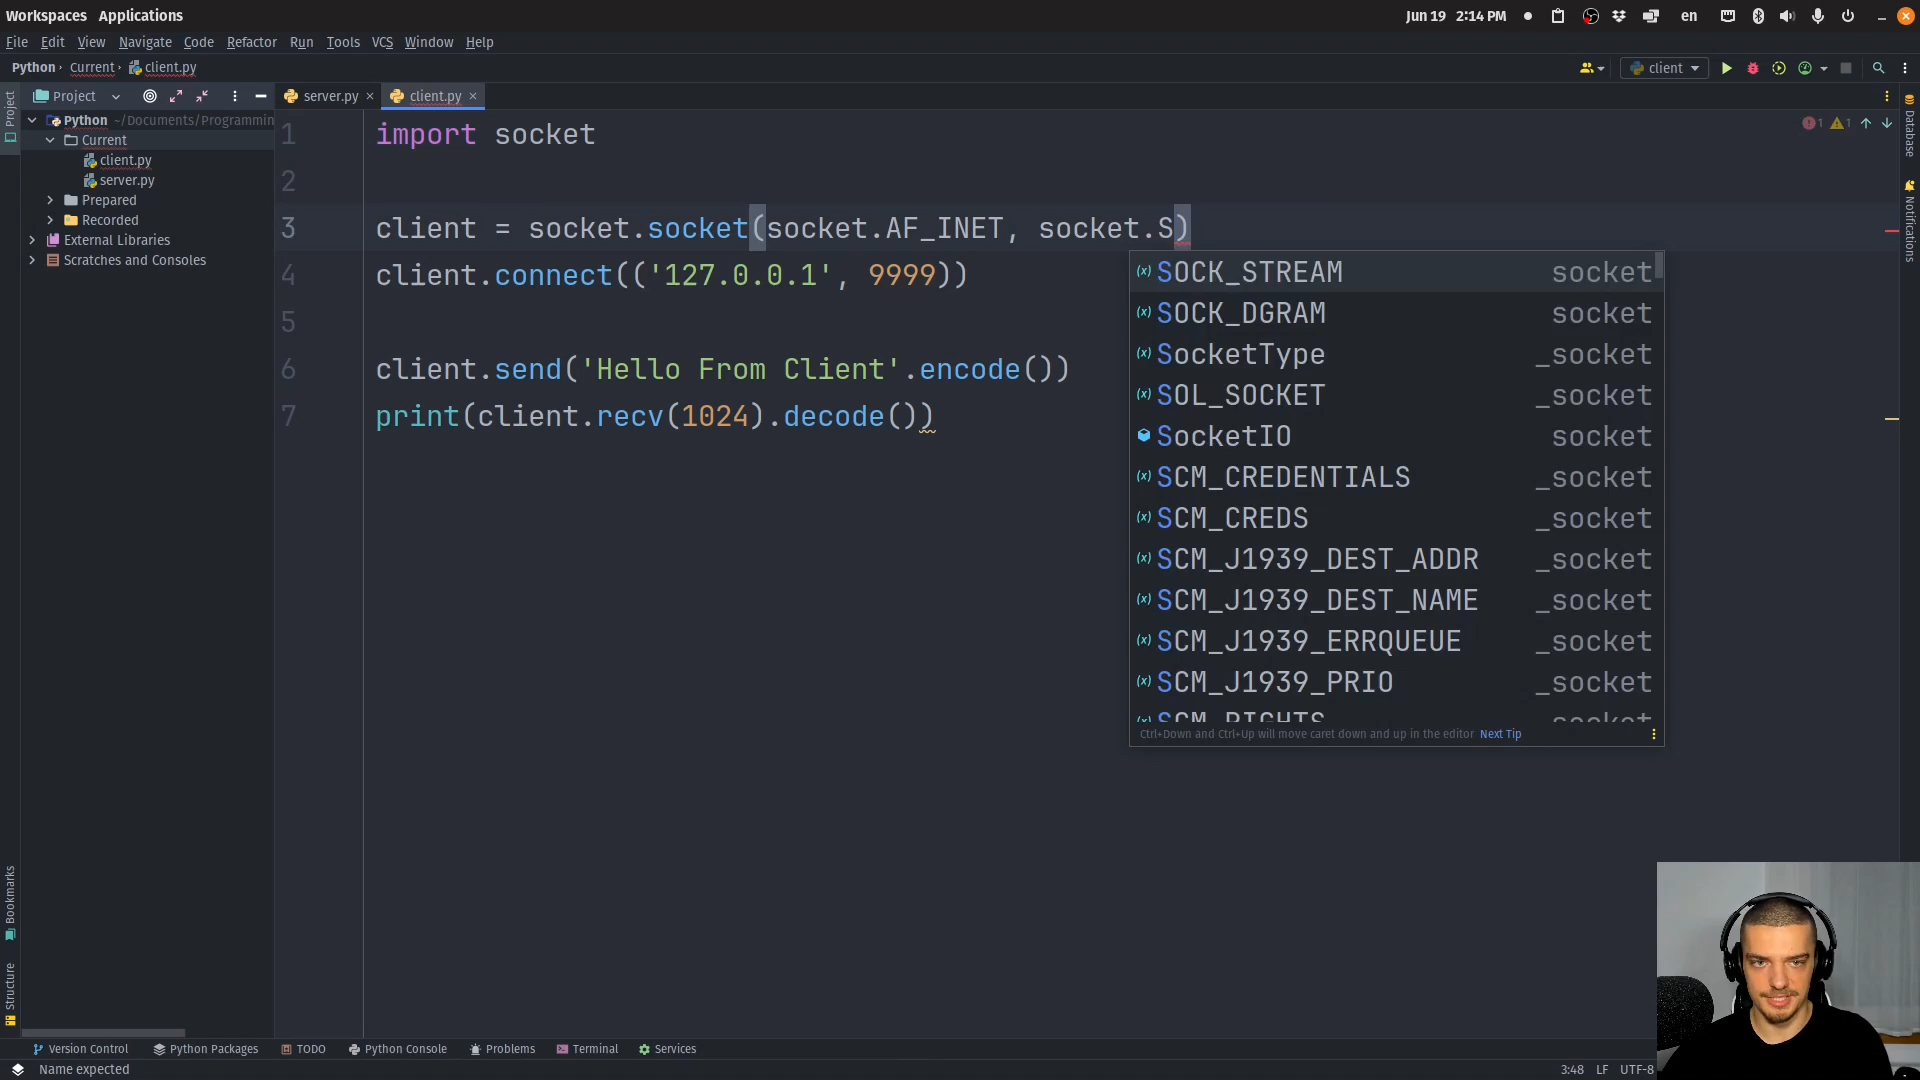 Workspaces Applications
Jun 19 2:14 PM
en
File Edit View Navigate Code Refactor Run Tools VCS Window Help
Python Current client.py
client
Project
server.py
client.py
Python ~/Documents/Programmin
Current
client.py
server.py
Prepared
Recorded
External Libraries
Scratches and Consoles
Project
Bookmarks
Structure
Database
Notifications
1 1
1 import socket
2
3 client = socket.socket(socket.AF_INET, socket.S)
4 client.connect(('127.0.0.1', 9999))
5
6 client.send('Hello From Client'.encode())
7 print(client.recv(1024).decode())
SOCK_STREAM socket
SOCK_DGRAM socket
SocketType _socket
SOL_SOCKET _socket
SocketIO socket
SCM_CREDENTIALS _socket
SCM_CREDS _socket
SCM_J1939_DEST_ADDR _socket
SCM_J1939_DEST_NAME _socket
SCM_J1939_ERRQUEUE _socket
SCM_J1939_PRIO _socket
SCM_RIGHTS _socket
Ctrl+Down and Ctrl+Up will move caret down and up in the editor Next Tip
Version Control Python Packages TODO Python Console Problems Terminal Services
Name expected
3:48 LF UTF-8